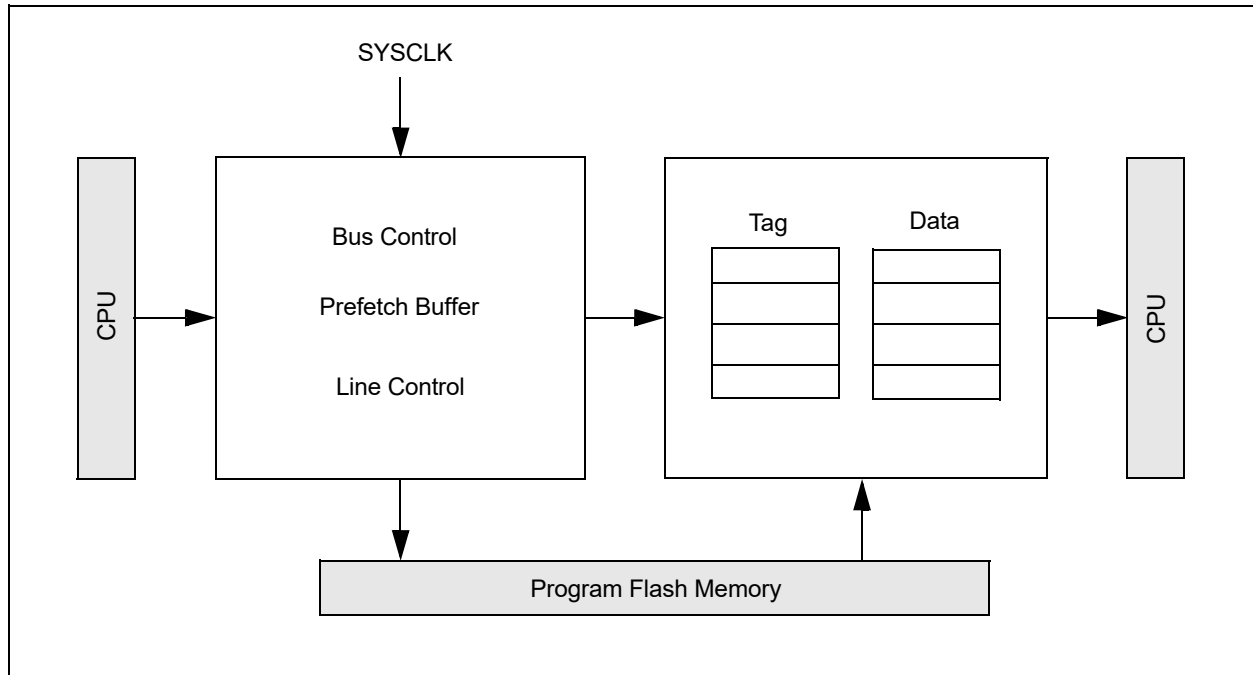 SYSCLK
CPU
Bus Control
Prefetch Buffer
Line Control
Tag
Data
CPU
Program Flash Memory